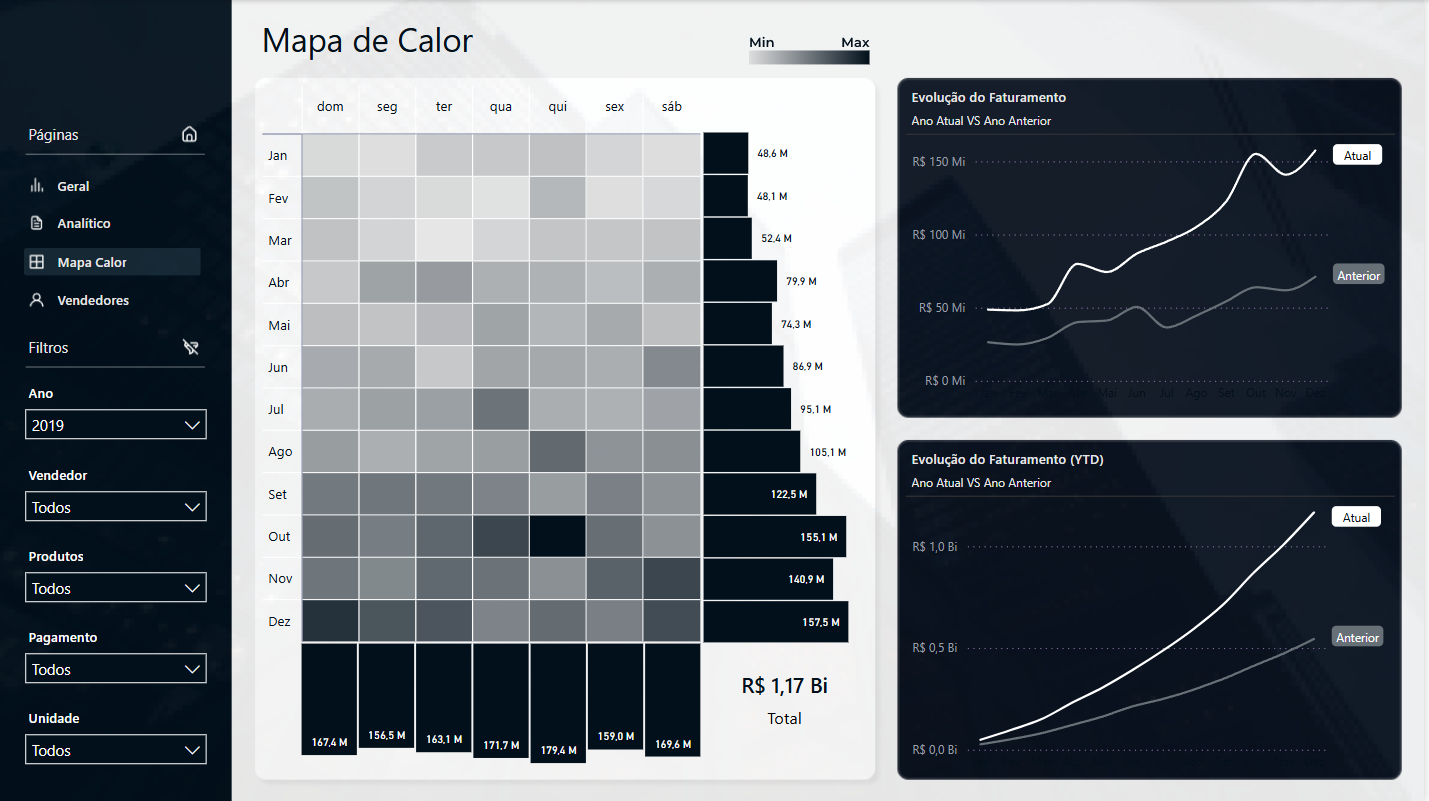 Páginas
Geral
Analítico
Mapa Calor
Vendedores
Filtros
Ano
2019
Vendedor
Todos
Produtos
Todos
Pagamento
Todos
Unidade
Todos
Mapa de Calor
Min Max
dom seg ter qua qui sex sáb
Jan 48,6 M
Fev 48,1 M
Mar 52,4 M
Abr 79,9 M
Mai 74,3 M
Jun 86,9 M
Jul 95,1 M
Ago 105,1 M
Set 122,5 M
Out 155,1 M
Nov 140,9 M
Dez 157,5 M
167,4 M 156,5 M 163,1 M 171,7 M 179,4 M 159,0 M 169,6 M
R$ 1,17 Bi
Total
Evolução do Faturamento
Ano Atual VS Ano Anterior
R$ 150 Mi
Atual
R$ 100 Mi
Anterior
R$ 50 Mi
R$ 0 Mi
Mai Jun Jul Ago Set Out Nov Dez
Evolução do Faturamento (YTD)
Ano Atual VS Ano Anterior
Atual
R$ 1,0 Bi
Anterior
R$ 0,5 Bi
R$ 0,0 Bi